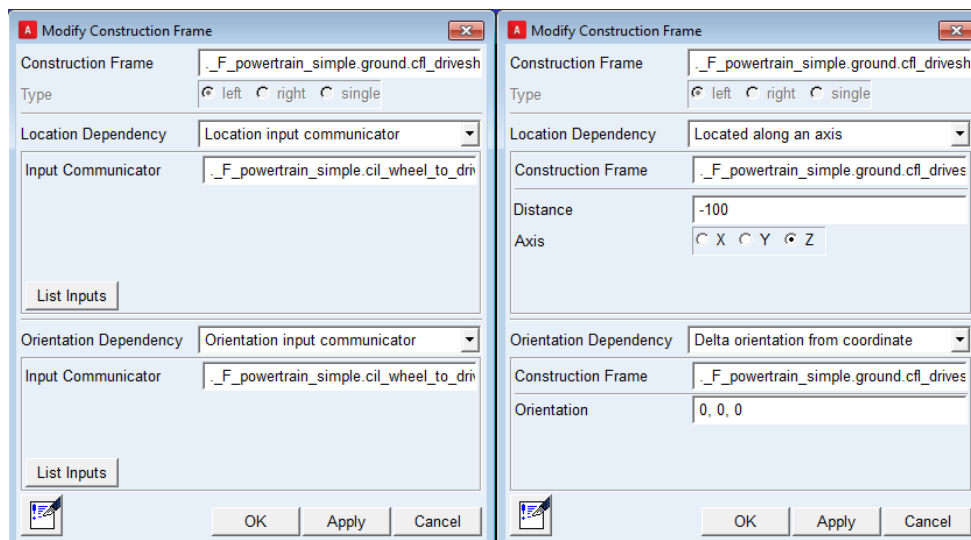 A Modify Construction Frame
Construction Frame ._F_powertrain_simple.ground.cfl_drivesh
Type left right single
Location Dependency Location input communicator
Input Communicator ._F_powertrain_simple.cil_wheel_to_driv
List Inputs
Orientation Dependency Orientation input communicator
Input Communicator ._F_powertrain_simple.cil_wheel_to_driv
List Inputs
OK Apply Cancel
A Modify Construction Frame
Construction Frame ._F_powertrain_simple.ground.cfl_drivesh
Type left right single
Location Dependency Located along an axis
Construction Frame ._F_powertrain_simple.ground.cfl_drives
Distance -100
Axis X Y Z
Orientation Dependency Delta orientation from coordinate
Construction Frame ._F_powertrain_simple.ground.cfl_drives
Orientation 0, 0, 0
OK Apply Cancel